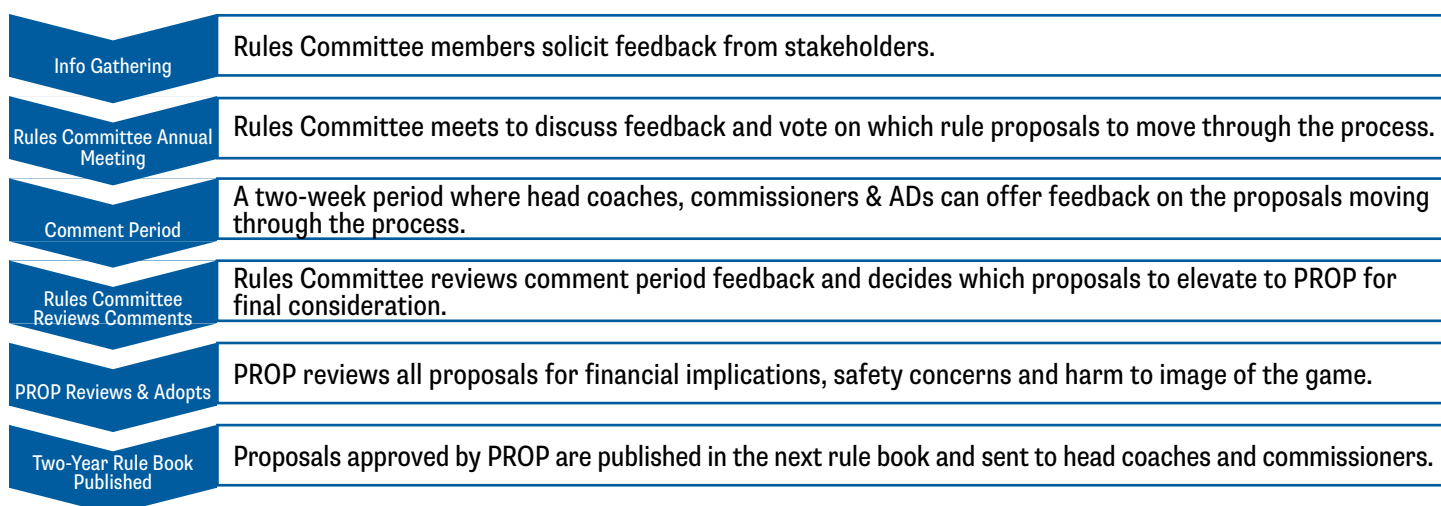 Info Gathering
Rules Committee members solicit feedback from stakeholders.
Rules Committee Annual
Meeting
Rules Committee meets to discuss feedback and vote on which rule proposals to move through the process.
Comment Period
A two-week period where head coaches, commissioners & ADs can offer feedback on the proposals moving
through the process.
Rules Committee
Reviews Comments
Rules Committee reviews comment period feedback and decides which proposals to elevate to PROP for
final consideration.
PROP Reviews & Adopts
PROP reviews all proposals for financial implications, safety concerns and harm to image of the game.
Two-Year Rule Book
Published
Proposals approved by PROP are published in the next rule book and sent to head coaches and commissioners.